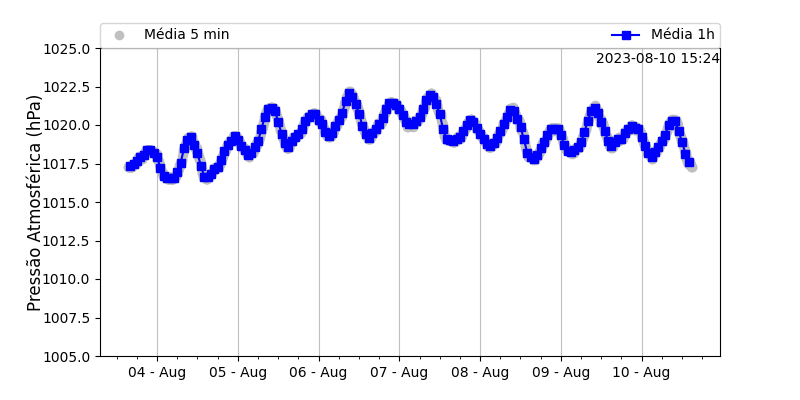 Média 5 min
Média 1h
2023-08-10 15:24
Pressão Atmosférica (hPa)
1025.0
1022.5
1020.0
1017.5
1015.0
1012.5
1010.0
1007.5
1005.0
04 - Aug
05 - Aug
06 - Aug
07 - Aug
08 - Aug
09 - Aug
10 - Aug